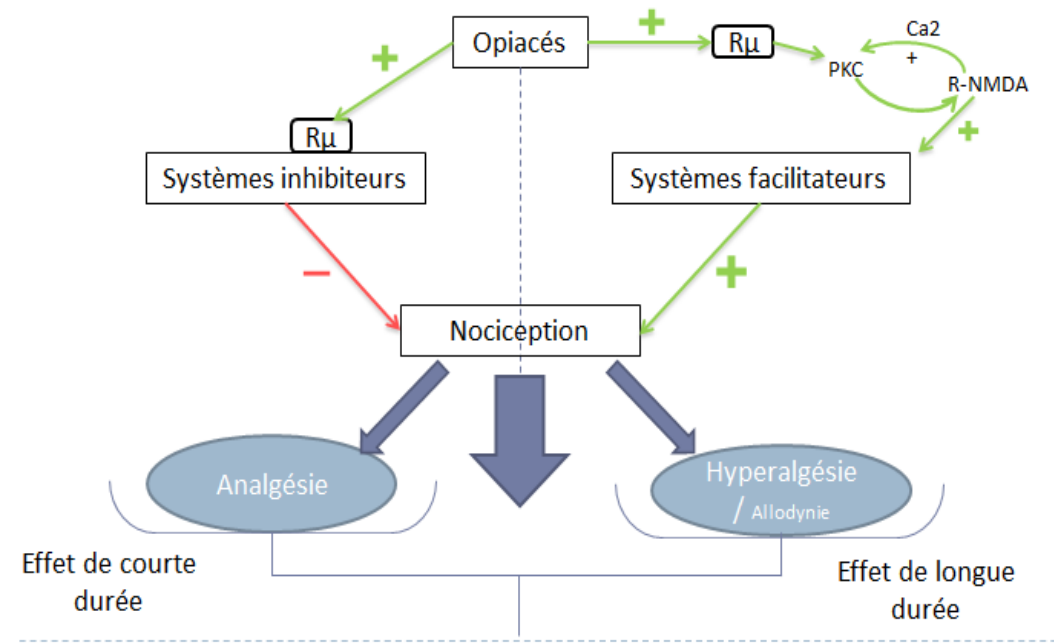 Opiacés
+
+
Rµ
Ca2
+
PKC
R-NMDA
+
Rµ
Systèmes inhibiteurs
Systèmes facilitateurs
−
+
Nociception
Analgésie
Hyperalgésie
/ Allodynie
Effet de courte
durée
Effet de longue
durée